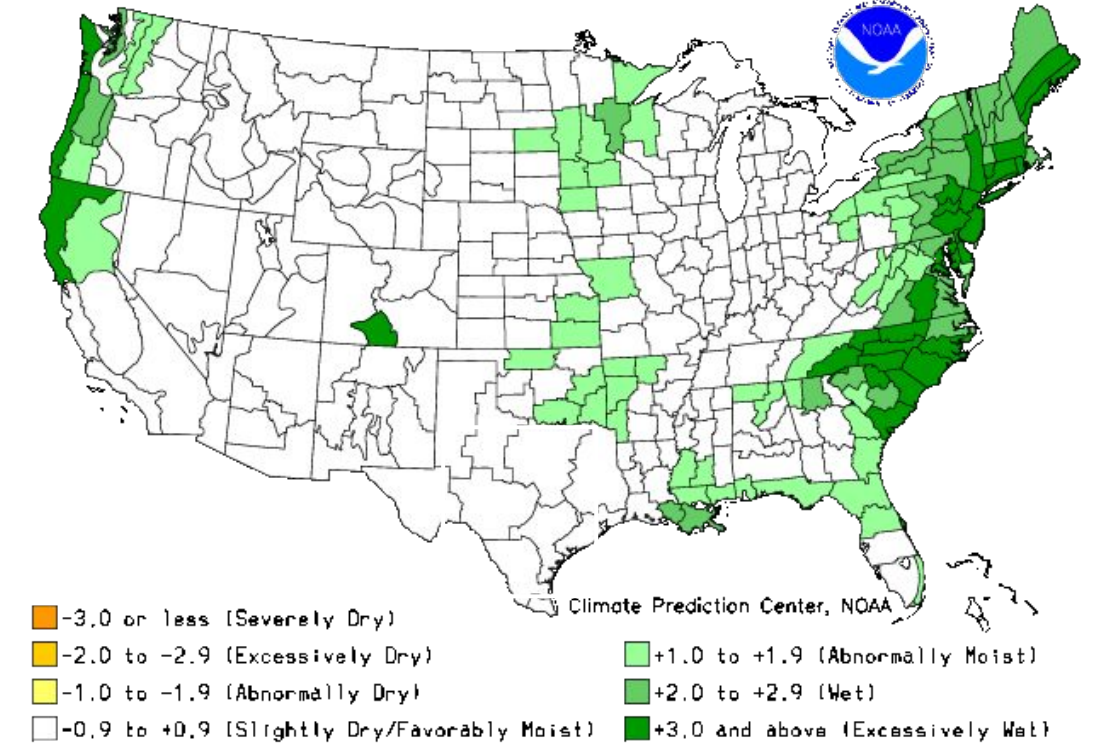 NOAA
Climate Prediction Center, NOAA
-3.0 or less (Severely Dry)
-2.0 to -2.9 (Excessively Dry)
+1.0 to +1.9 (Abnormally Moist)
-1.0 to -1.9 (Abnormally Dry)
+2.0 to +2.9 (Wet)
-0.9 to +0.9 (Slightly Dry/Favorably Moist)
+3.0 and above (Excessively Wet)